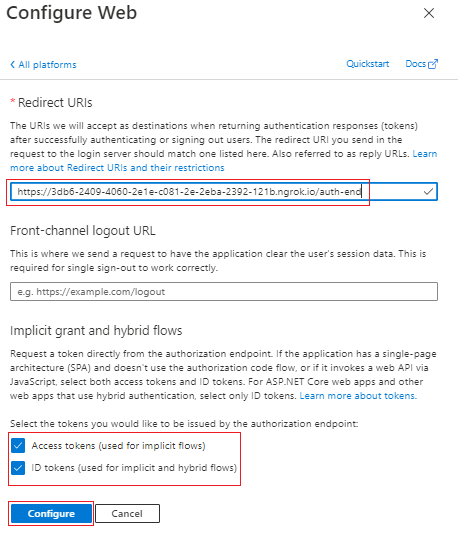 Configure Web
All platforms
Quickstart
Docs
* Redirect URIs
The URIs we will accept as destinations when returning authentication responses (tokens)
after successfully authenticating or signing out users. The redirect URI you send in the
request to the login server should match one listed here. Also referred to as reply URLs. Learn
more about Redirect URIs and their restrictions
https://3db6-2409-4060-2e1e-c081-2e-2eba-2392-121b.ngrok.io/auth-end
Front-channel logout URL
This is where we send a request to have the application clear the user's session data. This is
required for single sign-out to work correctly.
e.g. https://example.com/logout
Implicit grant and hybrid flows
Request a token directly from the authorization endpoint. If the application has a single-page
architecture (SPA) and doesn't use the authorization code flow, or if it invokes a web API via
JavaScript, select both access tokens and ID tokens. For ASP.NET Core web apps and other
web apps that use hybrid authentication, select only ID tokens. Learn more about tokens.
Select the tokens you would like to be issued by the authorization endpoint:
Access tokens (used for implicit flows)
ID tokens (used for implicit and hybrid flows)
Configure
Cancel